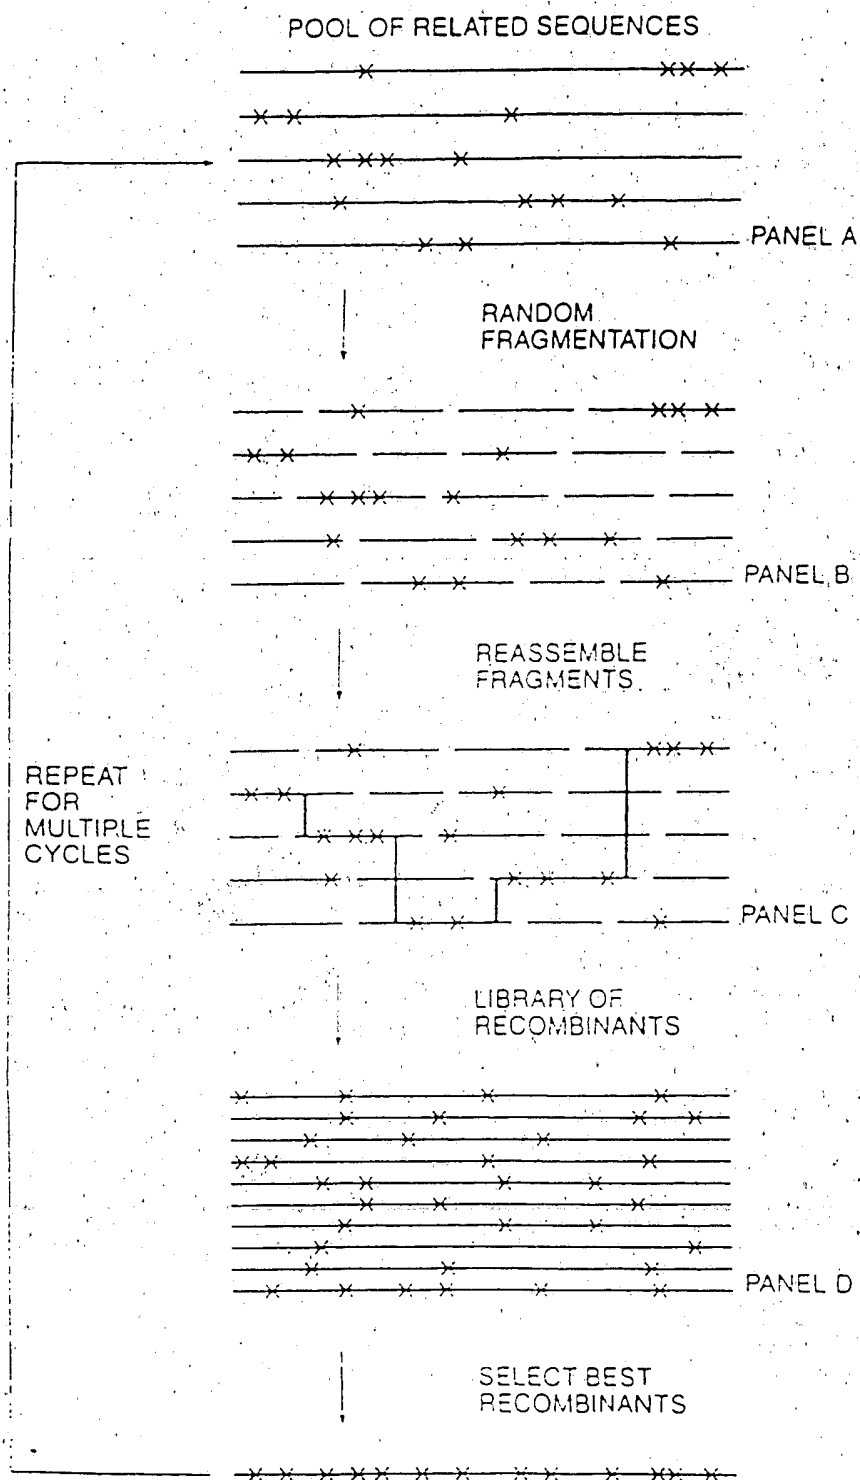 POOL OF RELATED SEQUENCES
PANEL A
RANDOM
FRAGMENTATION
PANEL B
REASSEMBLE
FRAGMENTS
REPEAT
FOR
MULTIPLE
CYCLES
PANEL C
LIBRARY OF
RECOMBINANTS
PANEL D
SELECT BEST
RECOMBINANTS